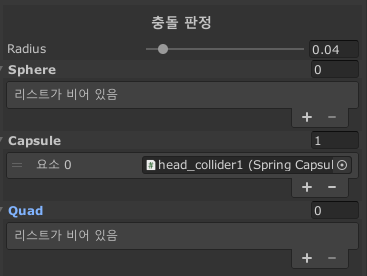 충돌 판정
Radius 0.04
Sphere 0
리스트가 비어 있음
+ −
Capsule 1
요소 0 head_collider1 (Spring Capsul
+ −
Quad 0
리스트가 비어 있음
+ −